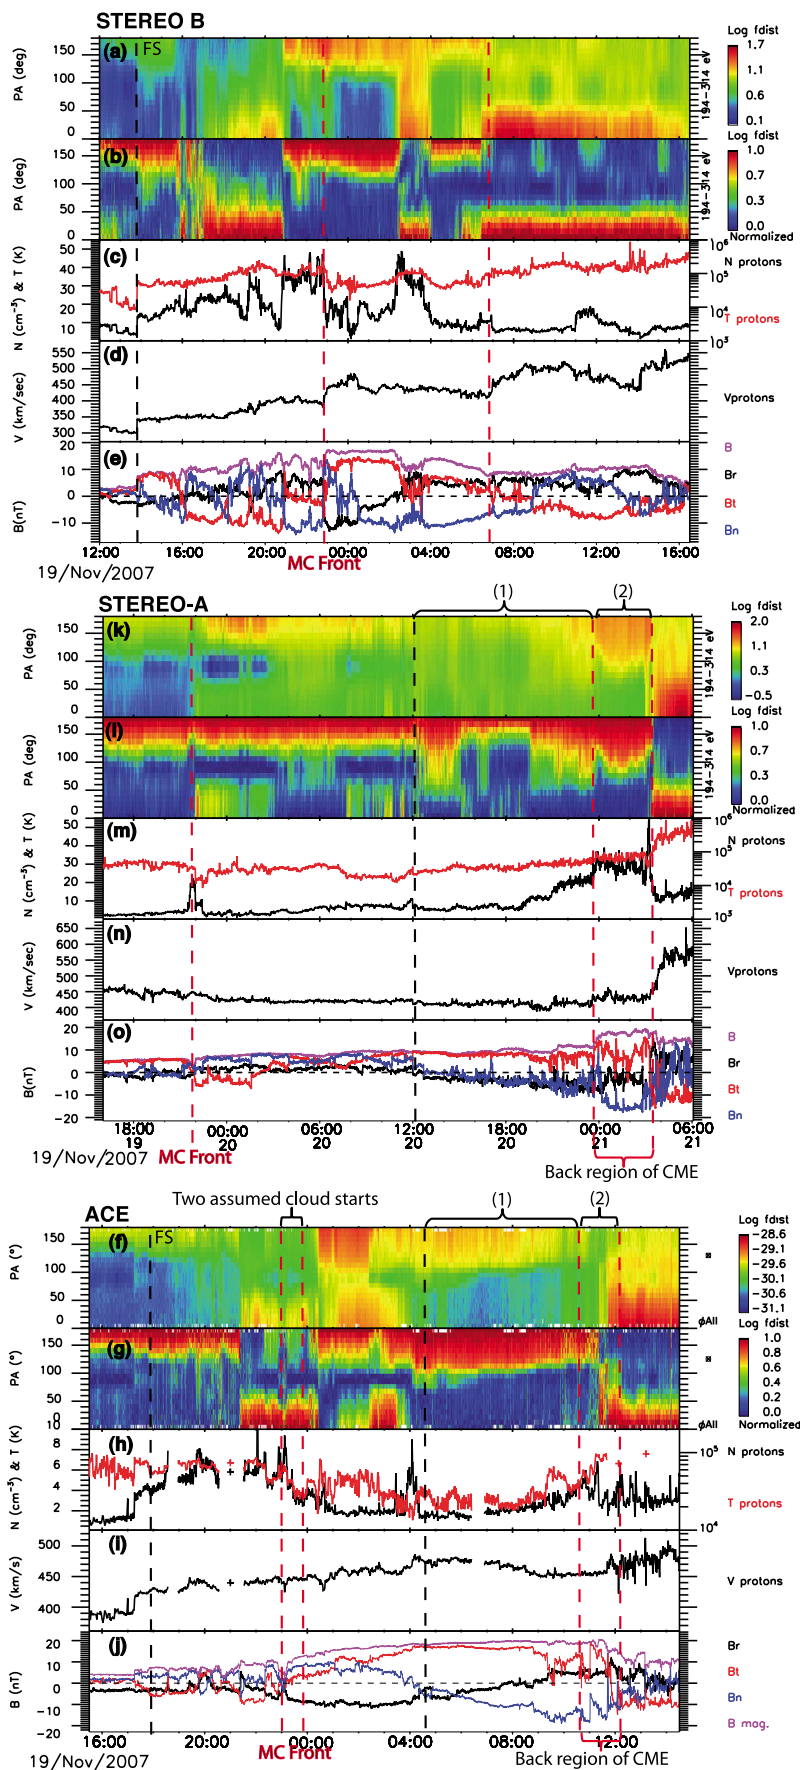 STEREO B
(a) FS
Log fdist
1.7
1.1
0.6
0.1
PA (deg)
150
100
50
0
194-314 eV
(b)
Log fdist
1.0
0.7
0.3
0.0
Normalized
PA (deg)
150
100
50
0
194-314 eV
(c)
N (cm⁻³) & T (K)
50
40
30
20
10
10⁶
10⁵
10⁴
10³
N protons
T protons
(d)
V (km/sec)
550
500
450
400
350
300
Vprotons
(e)
B(nT)
20
10
0
-10
B
Br
Bt
Bn
12:00 16:00 20:00 00:00 04:00 08:00 12:00 16:00
19/Nov/2007
MC Front
STEREO-A
(1) (2)
(k)
Log fdist
2.0
1.1
0.3
-0.5
PA (deg)
150
100
50
0
194-314 eV
(l)
Log fdist
1.0
0.7
0.3
0.0
Normalized
PA (deg)
150
100
50
0
194-314 eV
(m)
N (cm⁻³) & T (K)
50
40
30
20
10
10⁶
10⁵
10⁴
10³
N protons
T protons
(n)
V (km/sec)
650
600
550
500
450
400
Vprotons
(o)
B(nT)
20
10
0
-10
-20
B
Br
Bt
Bn
18:00 00:00 06:00 12:00 18:00 00:00 06:00
19 20 20 20 20 21 21
19/Nov/2007
MC Front
Back region of CME
Two assumed cloud starts
(1) (2)
ACE
(f) FS
Log fdist
-28.6
-29.1
-29.6
-30.1
-30.6
-31.1
PA (°)
150
100
50
0
φAll
(g)
Log fdist
1.0
0.8
0.6
0.4
0.2
0.0
Normalized
PA (°)
150
100
50
0
10
φAll
(h)
N (cm⁻³) & T (K)
8
6
4
2
10⁵
10⁴
N protons
T protons
(I)
V (km/s)
500
450
400
V protons
(j)
B (nT)
20
10
0
-10
-20
Br
Bt
Bn
B mag.
16:00 20:00 00:00 04:00 08:00 12:00
19/Nov/2007
MC Front
Back region of CME